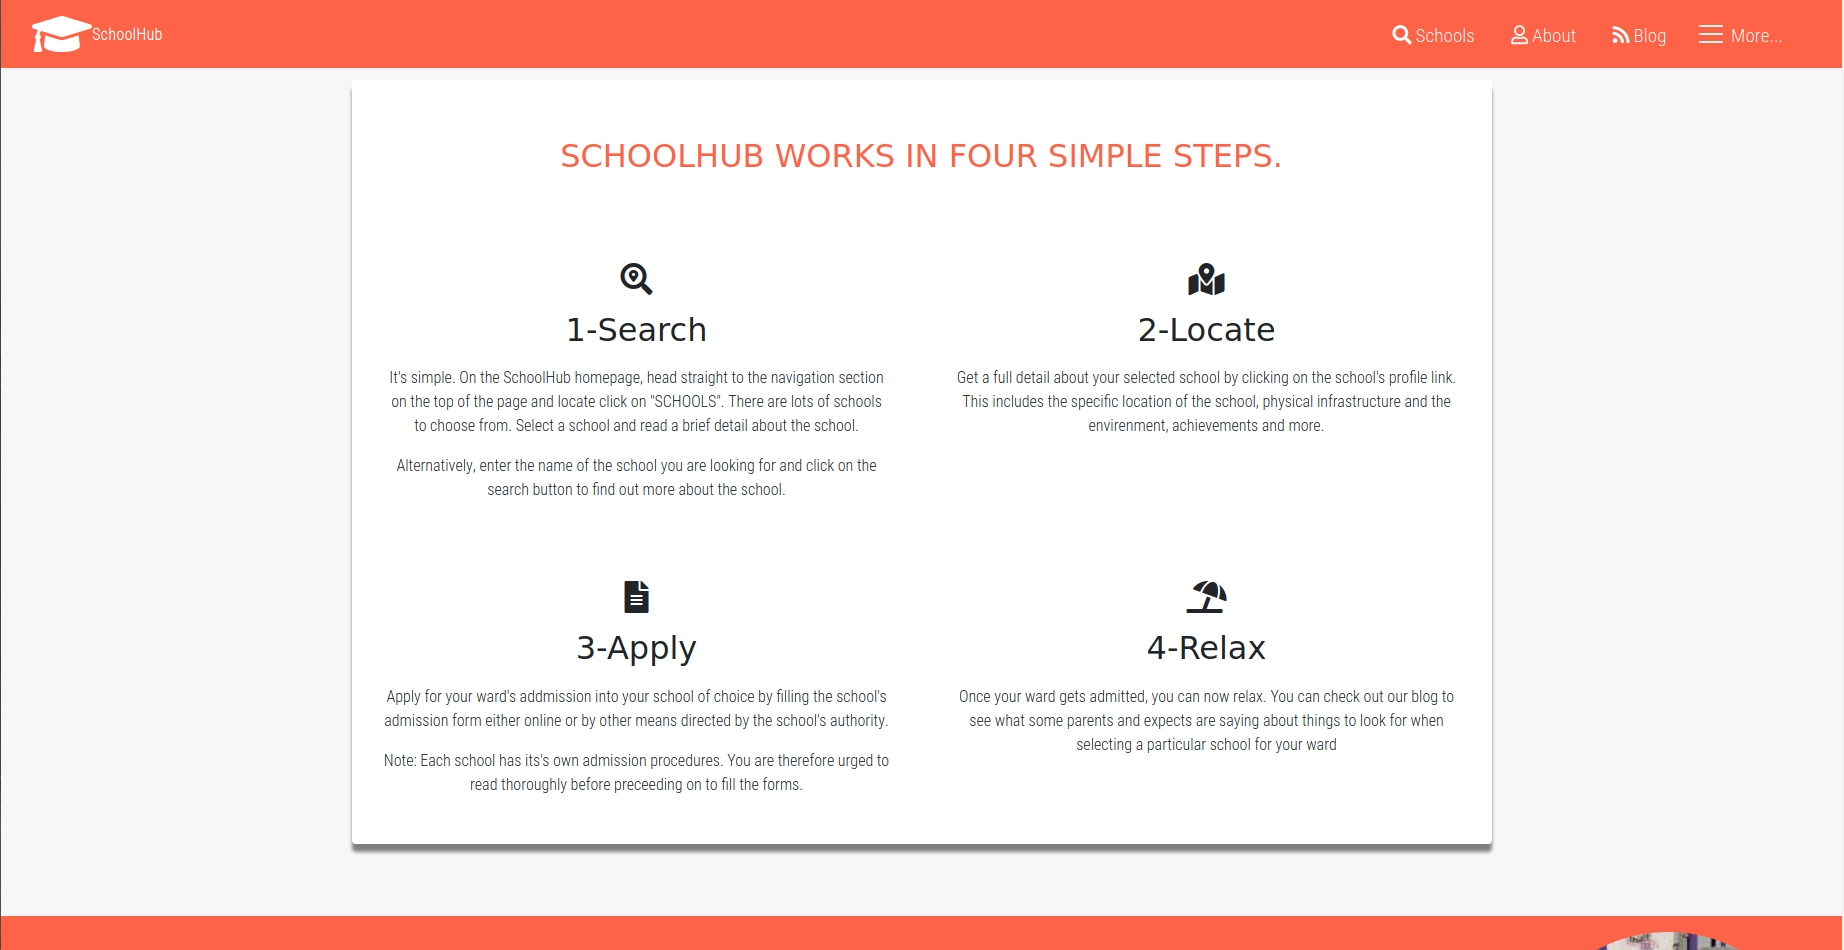 SchoolHub
Schools
About
Blog
More...
SCHOOLHUB WORKS IN FOUR SIMPLE STEPS.
1-Search
It's simple. On the SchoolHub homepage, head straight to the navigation section
on the top of the page and locate click on "SCHOOLS". There are lots of schools
to choose from. Select a school and read a brief detail about the school.
Alternatively, enter the name of the school you are looking for and click on the
search button to find out more about the school.
2-Locate
Get a full detail about your selected school by clicking on the school's profile link.
This includes the specific location of the school, physical infrastructure and the
envirenment, achievements and more.
3-Apply
Apply for your ward's addmission into your school of choice by filling the school's
admission form either online or by other means directed by the school's authority.
Note: Each school has its's own admission procedures. You are therefore urged to
read thoroughly before preceeding on to fill the forms.
4-Relax
Once your ward gets admitted, you can now relax. You can check out our blog to
see what some parents and expects are saying about things to look for when
selecting a particular school for your ward